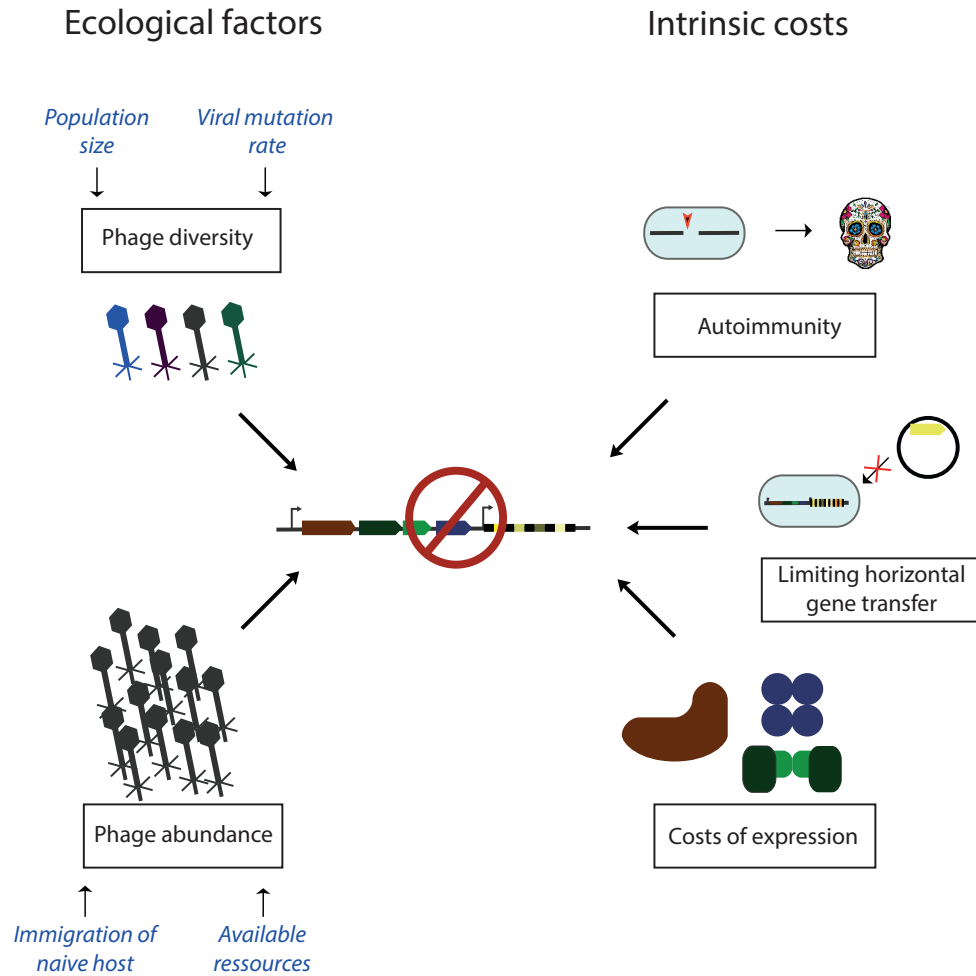 Ecological factors
Intrinsic costs
Population
size
Viral mutation
rate
Phage diversity
Autoimmunity
Limiting horizontal
gene transfer
Phage abundance
Costs of expression
Immigration of
naive host
Available
ressources